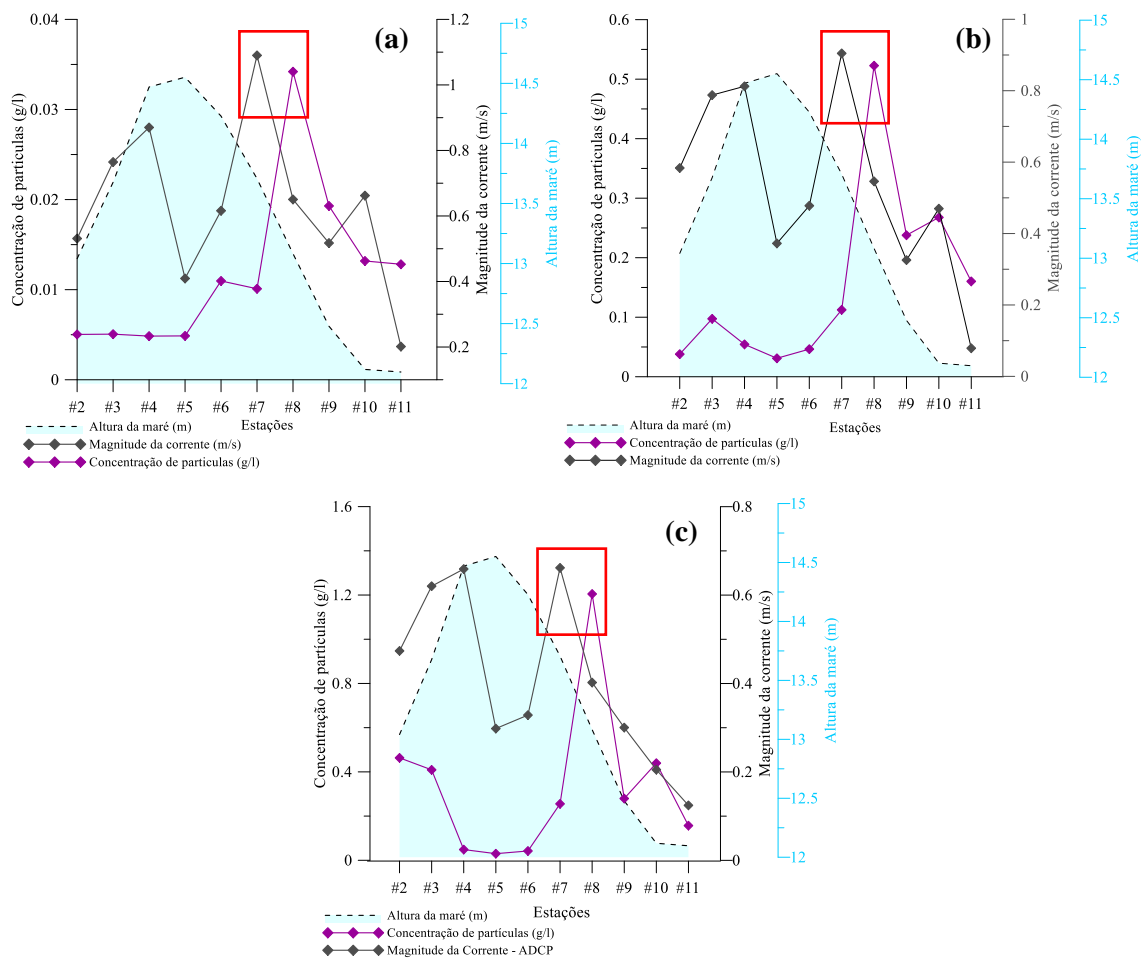 (a)
Concentração de partículas (g/l)
0.04
0.03
0.02
0.01
0
1.2
1
0.8
0.6
0.4
0.2
Magnitude da corrente (m/s)
15
14.5
14
13.5
13
12.5
12
Altura da maré (m)
#2 #3 #4 #5 #6 #7 #8 #9 #10 #11
Estações
Altura da maré (m)
Magnitude da corrente (m/s)
Concentração de particulas (g/l)
(b)
Concentração de partículas (g/l)
0.6
0.5
0.4
0.3
0.2
0.1
0
1
0.8
0.6
0.4
0.2
0
Magnitude da corrente (m/s)
15
14.5
14
13.5
13
12.5
12
Altura da maré (m)
#2 #3 #4 #5 #6 #7 #8 #9 #10 #11
Estações
Altura da maré (m)
Concentração de partículas (g/l)
Magnitude da corrente (m/s)
(c)
Concentração de partículas (g/l)
1.6
1.2
0.8
0.4
0
0.8
0.6
0.4
0.2
0
Magnitude da corrente (m/s)
15
14.5
14
13.5
13
12.5
12
Altura da maré (m)
#2 #3 #4 #5 #6 #7 #8 #9 #10 #11
Estações
Altura da maré (m)
Concentração de partículas (g/l)
Magnitude da Corrente - ADCP